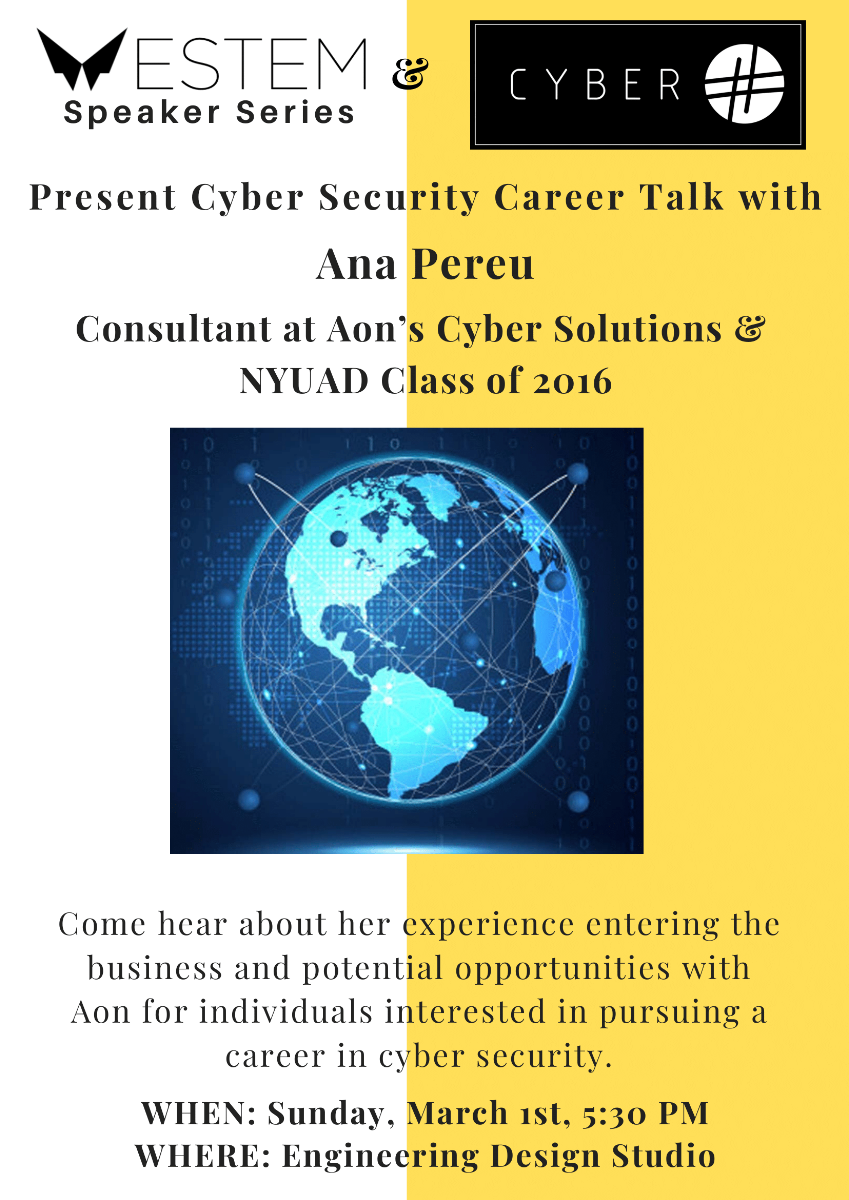 WESTEM & CYBER
Speaker Series
Present Cyber Security Career Talk with
Ana Pereu
Consultant at Aon's Cyber Solutions &
NYUAD Class of 2016
Come hear about her experience entering the
business and potential opportunities with
Aon for individuals interested in pursuing a
career in cyber security.
WHEN: Sunday, March 1st, 5:30 PM
WHERE: Engineering Design Studio